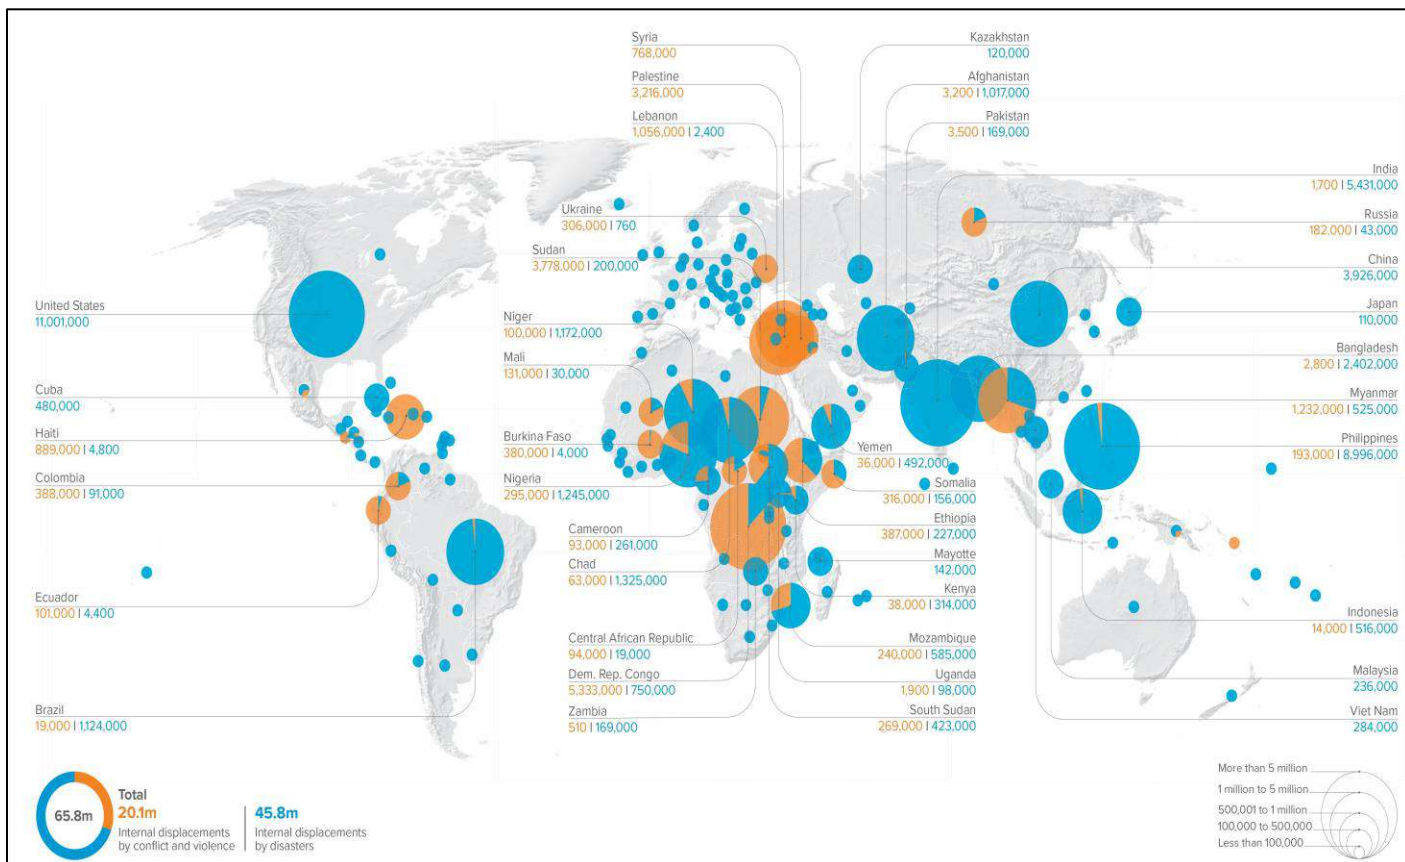 Syria
768,000
Palestine
3,216,000
Lebanon
1,056,000 | 2,400
Kazakhstan
120,000
Afghanistan
3,200 | 1,017,000
Pakistan
3,500 | 169,000
India
1,700 | 5,431,000
Russia
182,000 | 43,000
China
3,926,000
Japan
110,000
Bangladesh
2,800 | 2,402,000
Myanmar
1,232,000 | 525,000
Philippines
193,000 | 8,996,000
Ukraine
306,000 | 760
Sudan
3,778,000 | 200,000
Niger
100,000 | 1,172,000
Mali
131,000 | 30,000
Burkina Faso
380,000 | 4,000
Nigeria
295,000 | 1,245,000
Cameroon
93,000 | 261,000
Chad
63,000 | 1,325,000
Central African Republic
94,000 | 19,000
Dem. Rep. Congo
5,333,000 | 750,000
Zambia
510 | 169,000
United States
11,001,000
Cuba
480,000
Haiti
889,000 | 4,800
Colombia
388,000 | 91,000
Ecuador
101,000 | 4,400
Brazil
19,000 | 1,124,000
Yemen
36,000 | 492,000
Somalia
316,000 | 156,000
Ethiopia
387,000 | 227,000
Mayotte
142,000
Kenya
38,000 | 314,000
Mozambique
240,000 | 585,000
Uganda
1,900 | 98,000
South Sudan
269,000 | 423,000
Indonesia
14,000 | 516,000
Malaysia
236,000
Viet Nam
284,000
65.8m
Total
20.1m
Internal displacements
by conflict and violence
45.8m
Internal displacements
by disasters
More than 5 million
1 million to 5 million
500,001 to 1 million
100,000 to 500,000
Less than 100,000